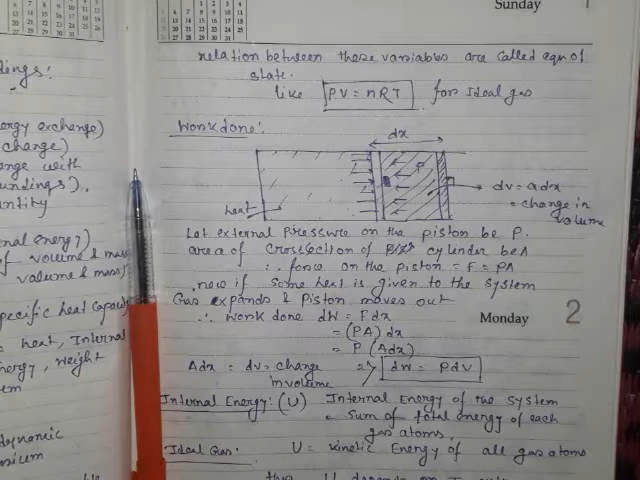 Sunday
relation between these variables are called eqn of
state.
like PV = nRT for Ideal gas
Work done:
dx
P
heat
dv = adx
= change in
volume
Let external pressure on the piston be P.
area of crossection of cylinder be A
∴ force on the piston = F = PA
now if some heat is given to the system
Gas expands & Piston moves out
∴ Work done dW = Fdx
Monday 2
= (PA) dx
= P (Adx)
Adx = dv = change
in volume
dw = PdV
Internal Energy: (U) Internal Energy of the system
= sum of total energy of each
gas atoms.
Ideal Gas: U = kinetic Energy of all gas atoms
dings:
ergy exchange)
change)
ange with
oundings).
antity
nal energy)
of volume & mass
volume & mass
pecific heat capacity
heat, Internal
nergy, weight
em
dynamic